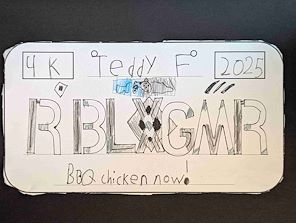 4K Teddy F 2025
RBLXGMR
BBQ chicken now!